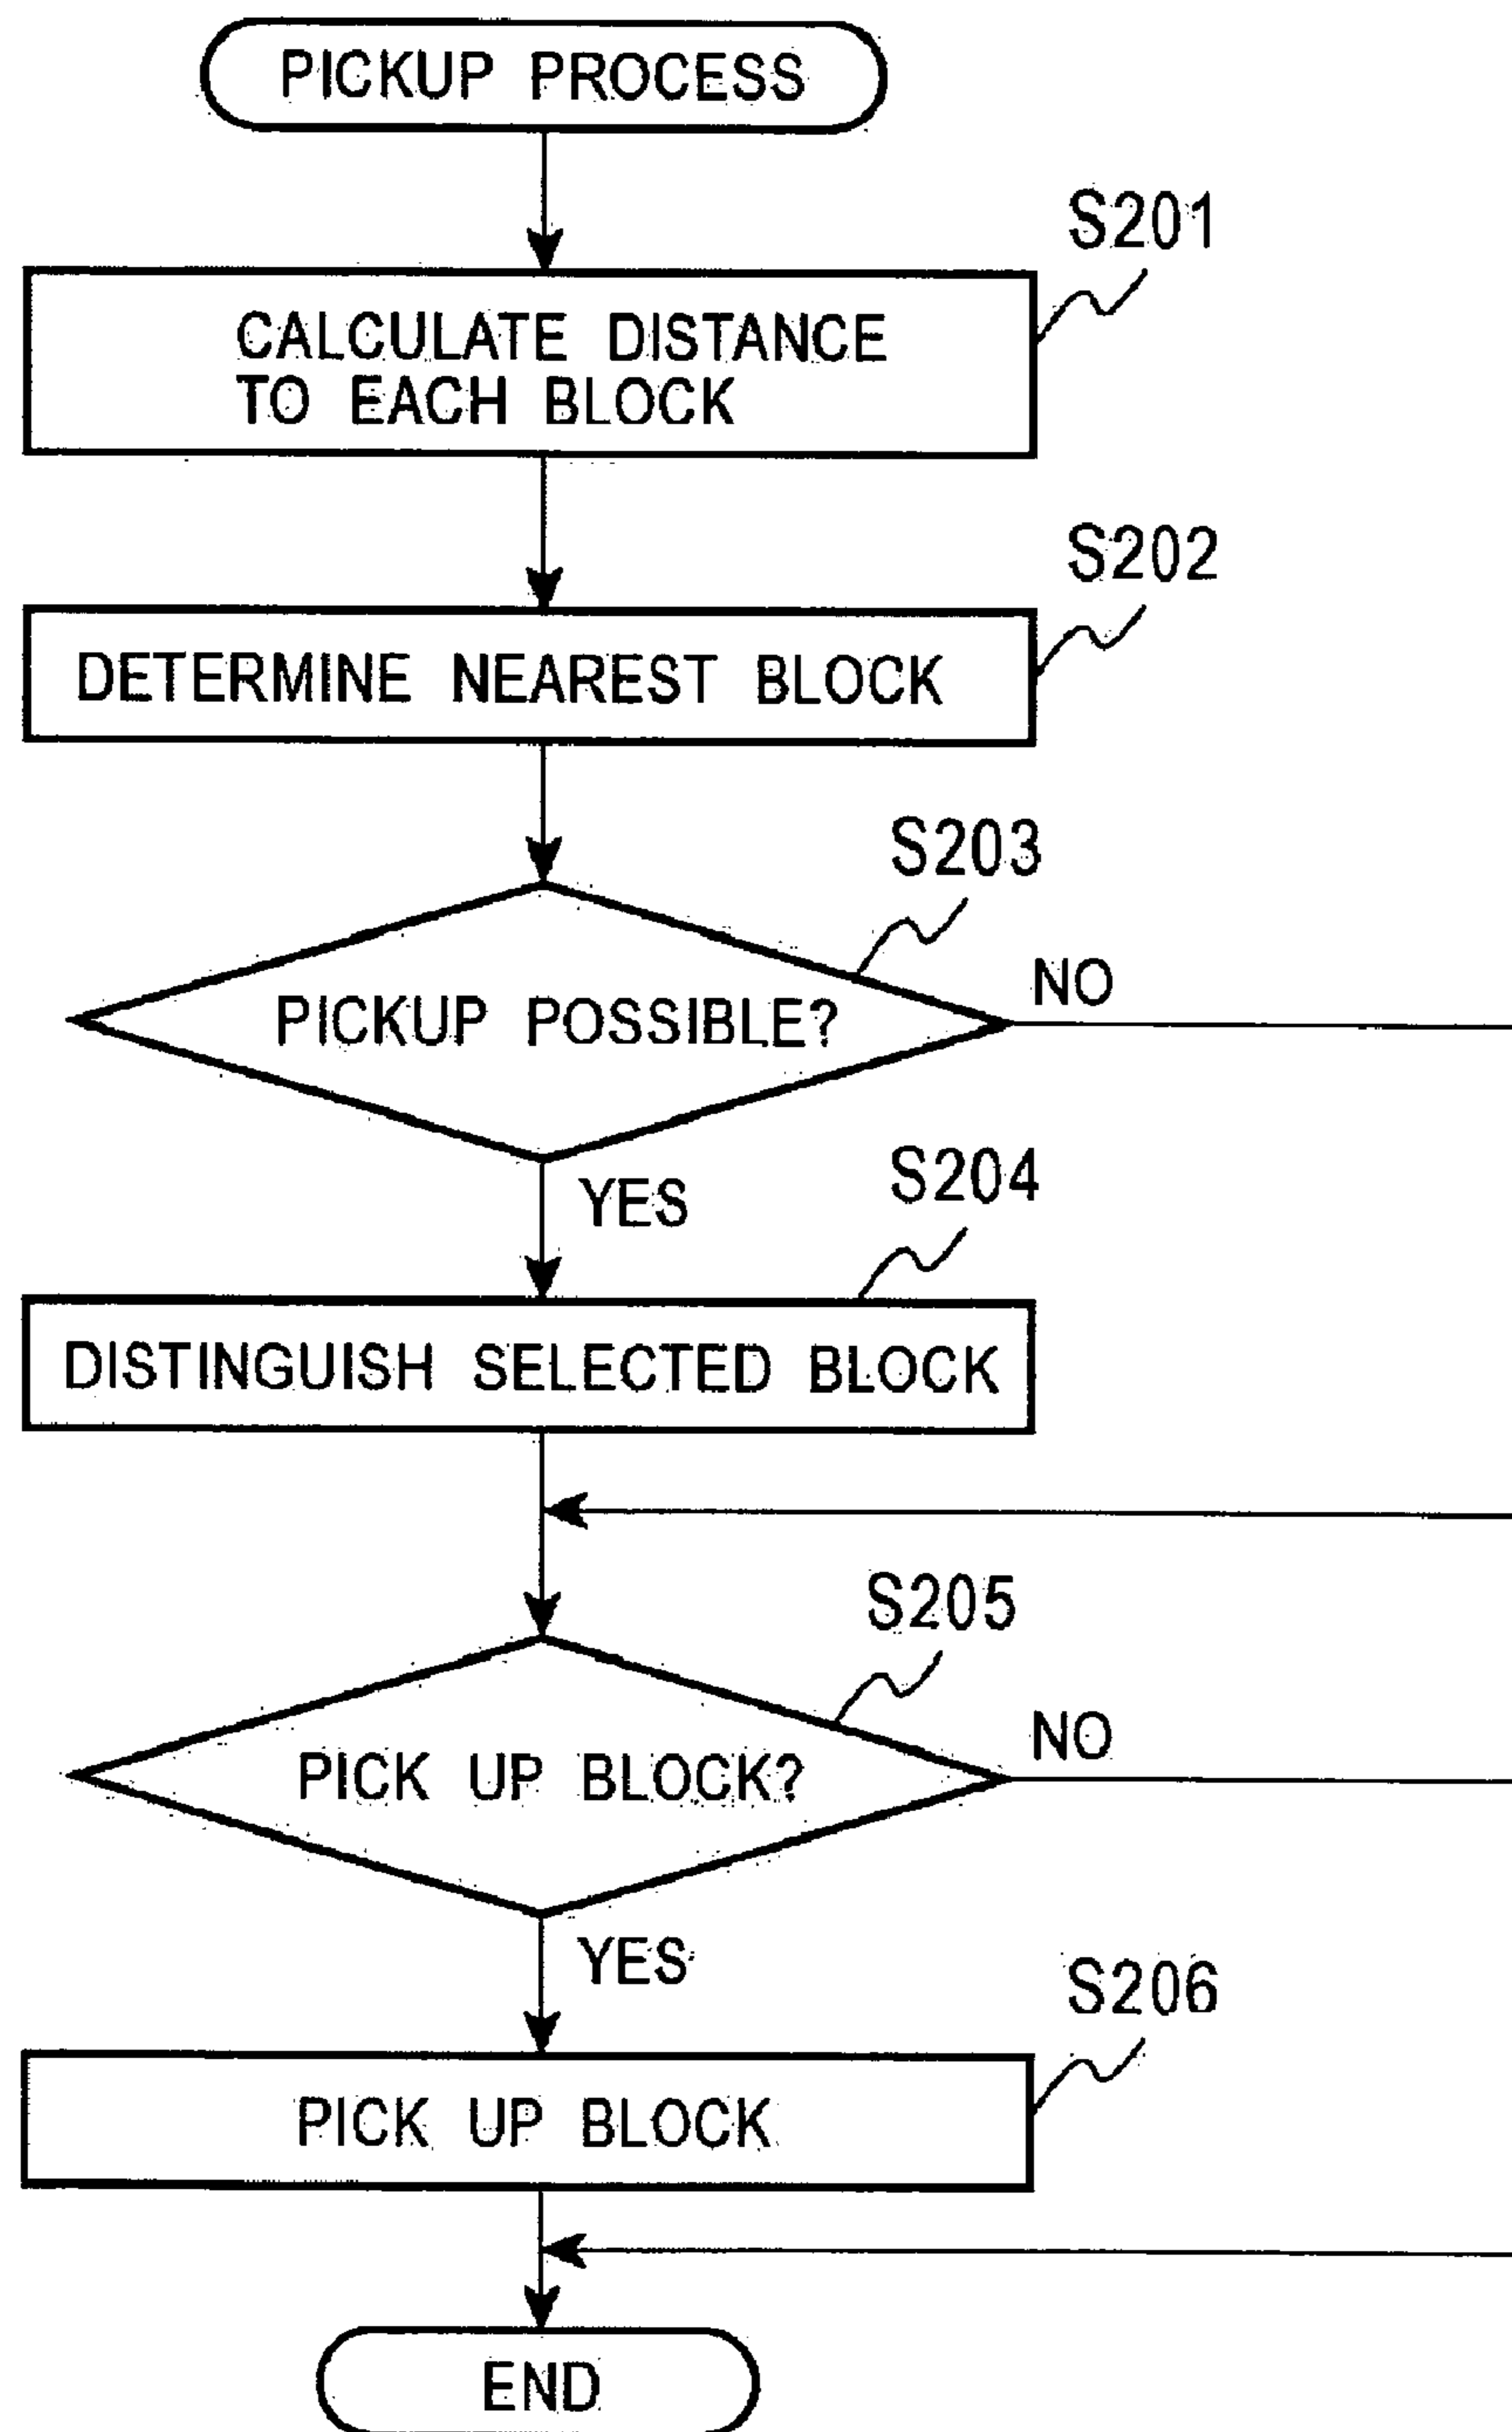 PICKUP PROCESS
S201
CALCULATE DISTANCE
TO EACH BLOCK
S202
DETERMINE NEAREST BLOCK
S203
PICKUP POSSIBLE?
NO
YES
S204
DISTINGUISH SELECTED BLOCK
S205
PICK UP BLOCK?
NO
YES
S206
PICK UP BLOCK
END